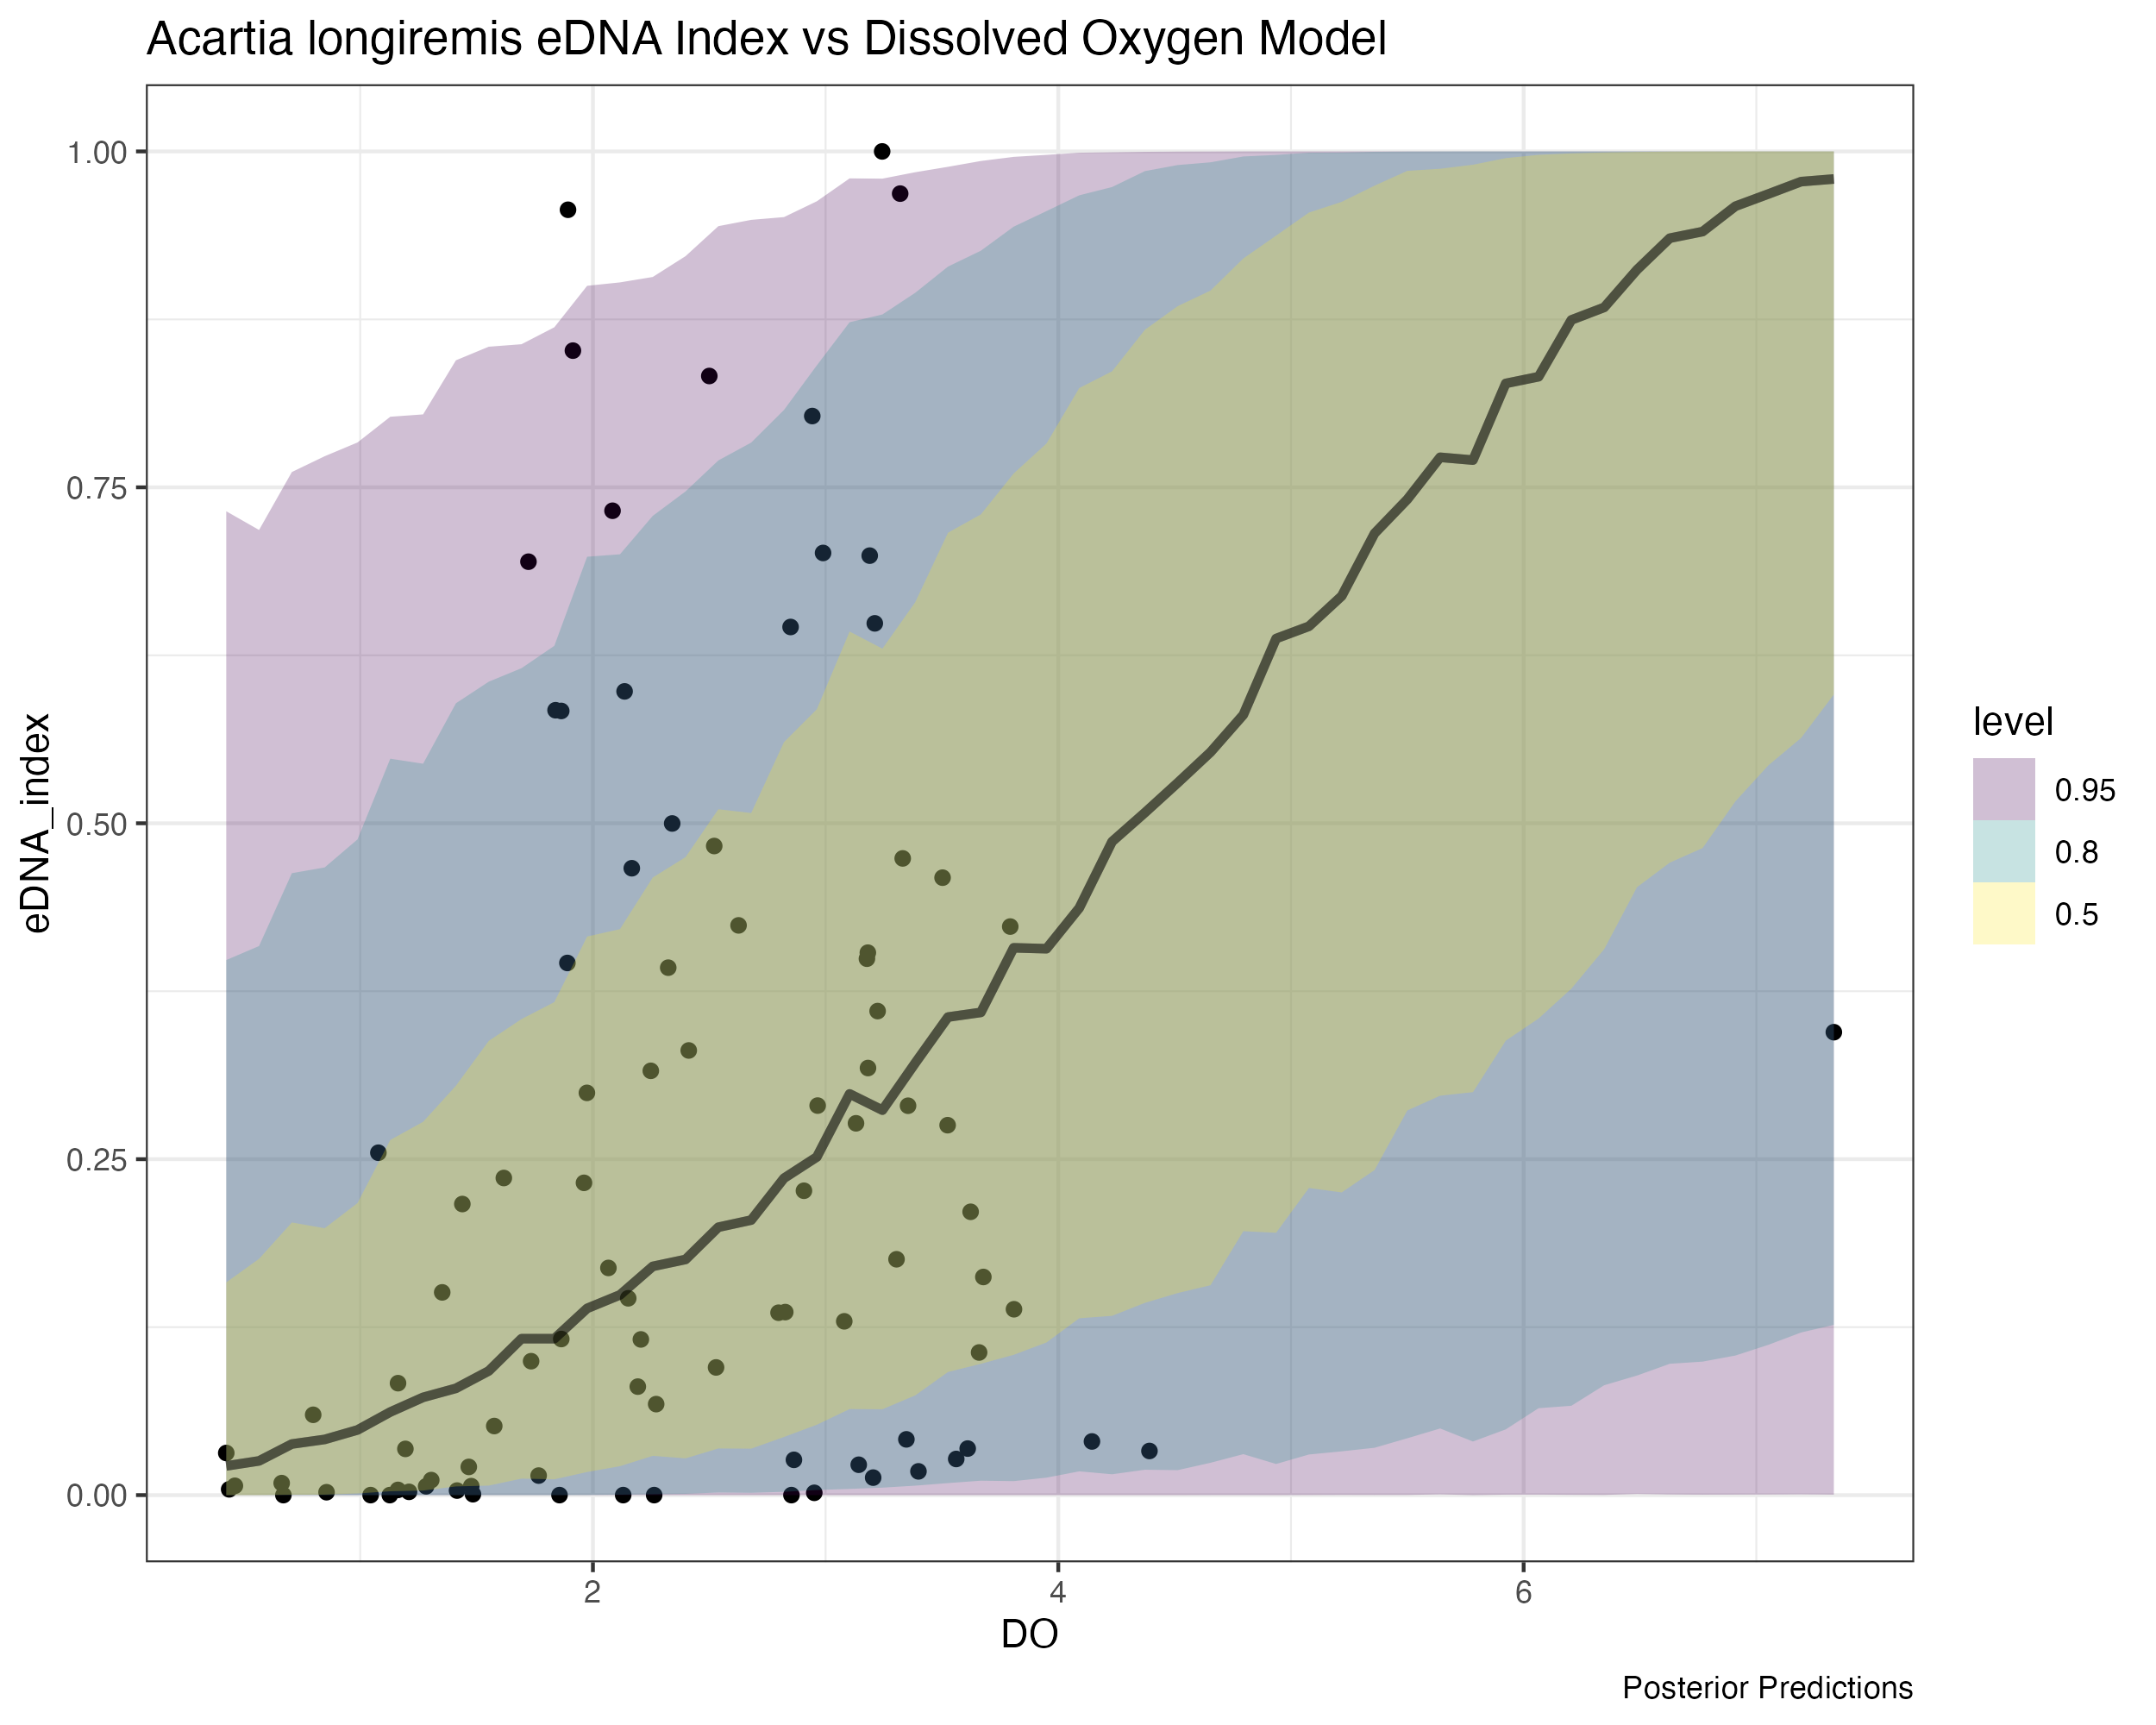 Acartia longiremis eDNA Index vs Dissolved Oxygen Model
1.00
0.75
0.50
0.25
0.00
eDNA_index
2
4
6
DO
level
0.95
0.8
0.5
Posterior Predictions